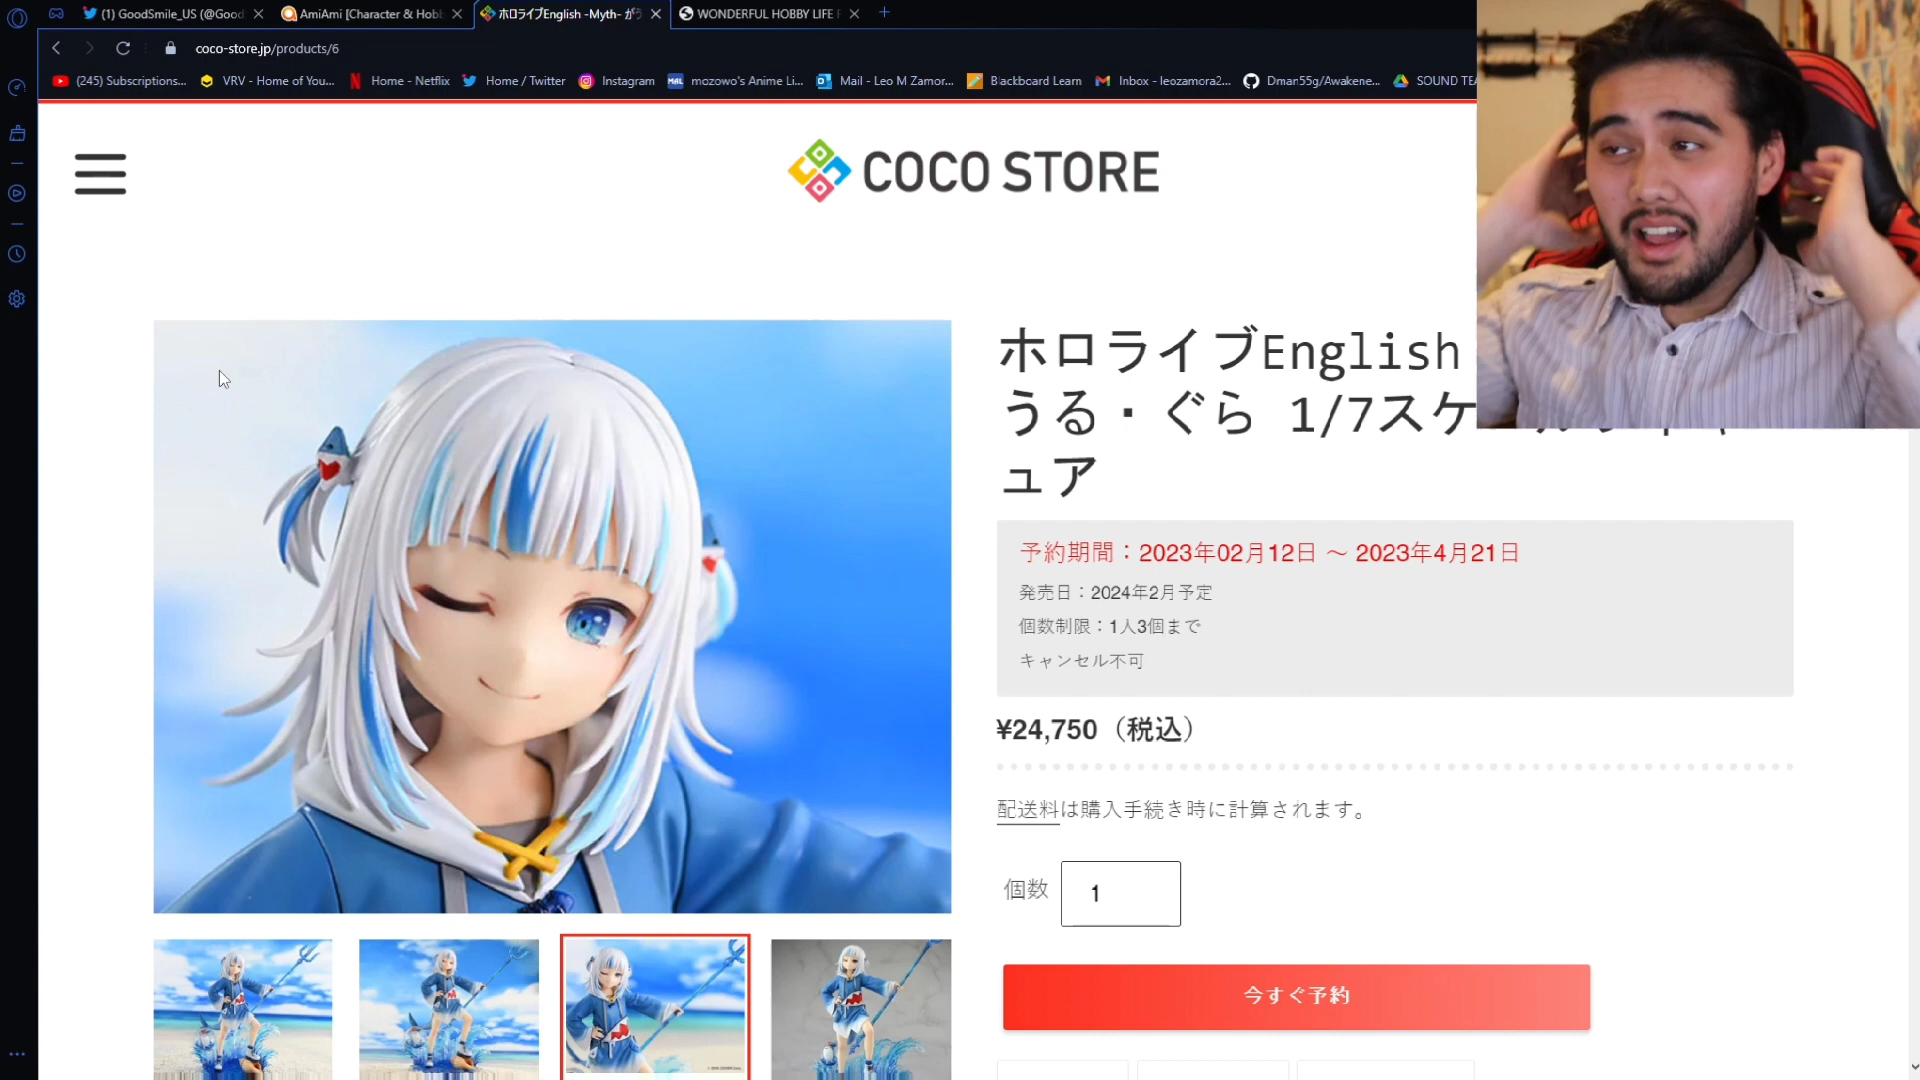 (1) GoodSmile_US (@Good
AmiAmi [Character & Hobb
ホロライブEnglish -Myth- がう
WONDERFUL HOBBY LIFE F
coco-store.jp/products/6
(245) Subscriptions...
VRV - Home of You...
Home - Netflix
Home / Twitter
Instagram
MAL
mozowo's Anime Li...
Mail - Leo M Zamor...
Blackboard Learn
Inbox - leozamora2...
Dman55g/Awakene...
SOUND TEA
COCO STORE
ホロライブEnglish
うる・ぐら 1/7スケ
ュア
予約期間：2023年02月12日 ～ 2023年4月21日
発売日：2024年2月予定
個数制限：1人3個まで
キャンセル不可
¥24,750（税込）
配送料は購入手続き時に計算されます。
個数
1
今すぐ予約